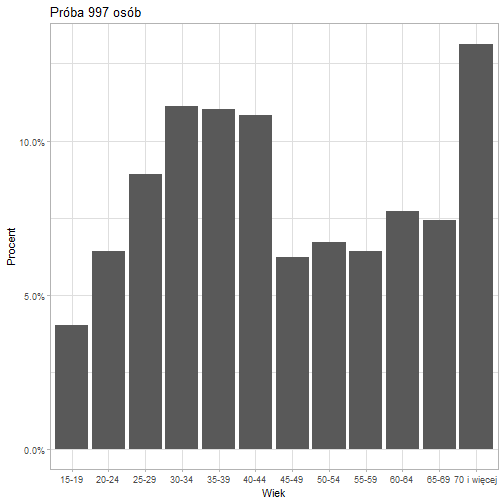 Próba 997 osób
Procent
10.0%
5.0%
0.0%
15-19 20-24 25-29 30-34 35-39 40-44 45-49 50-54 55-59 60-64 65-69 70 i więcej
Wiek